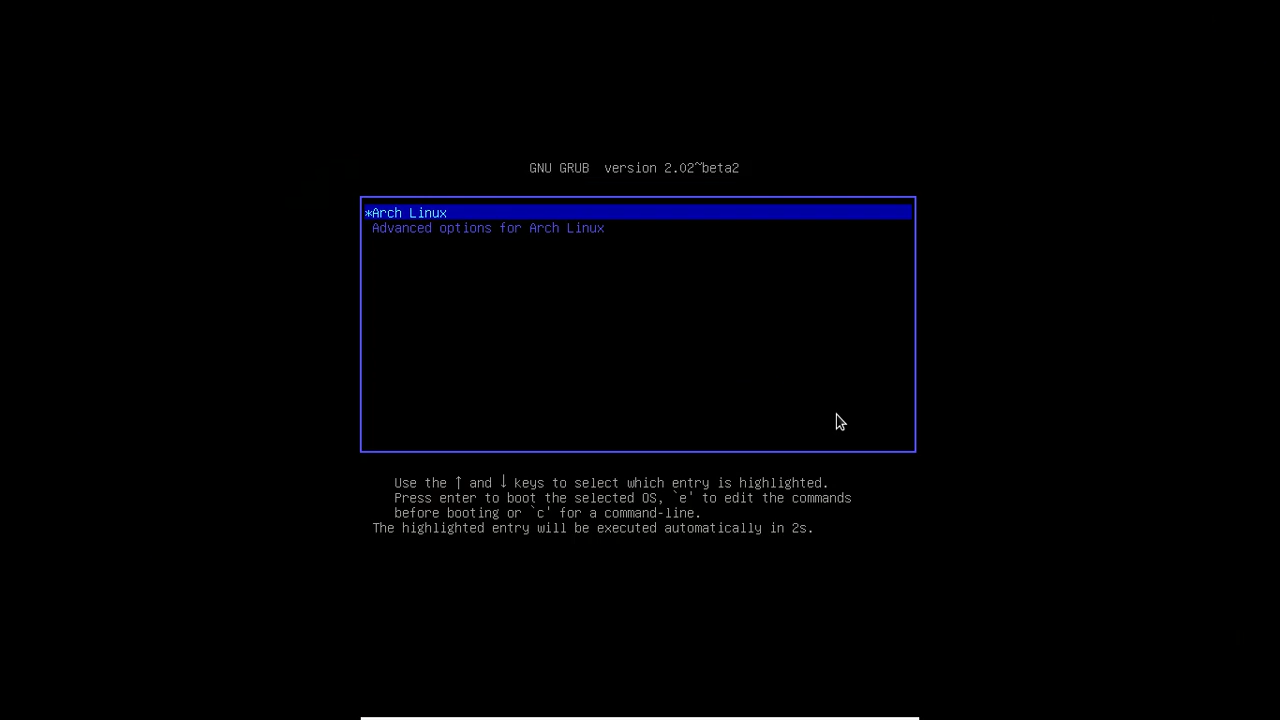 GNU GRUB  version 2.02~beta2
*Arch Linux
Advanced options for Arch Linux
Use the ↑ and ↓ keys to select which entry is highlighted.
Press enter to boot the selected OS, `e' to edit the commands
before booting or `c' for a command-line.
The highlighted entry will be executed automatically in 2s.